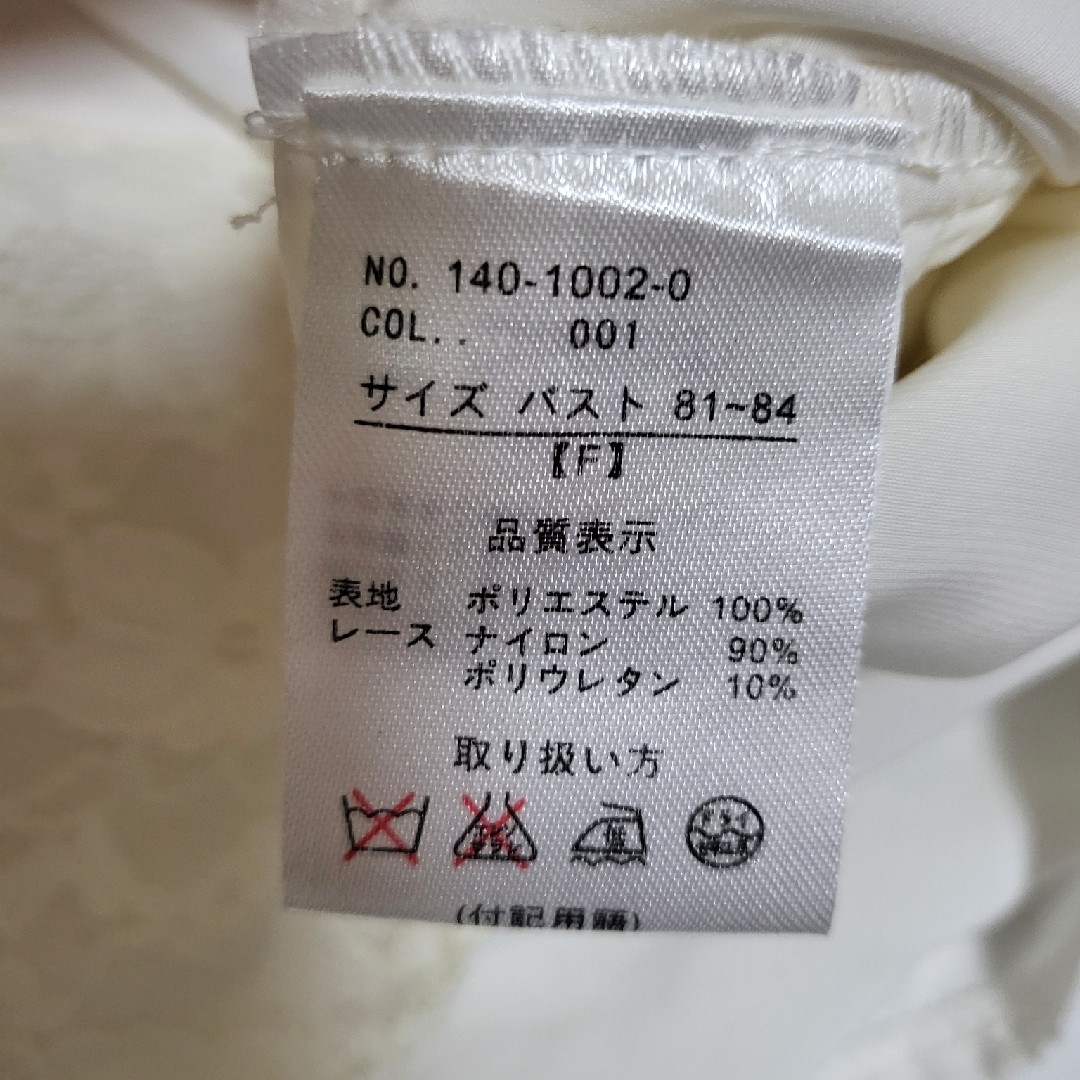 NO. 140-1002-0
COL.. 001
サイズ バスト 81~84
【F】
品質表示
表地 ポリエステル 100%
レース ナイロン 90%
ポリウレタン 10%
取り扱い方
低
(付記用語)